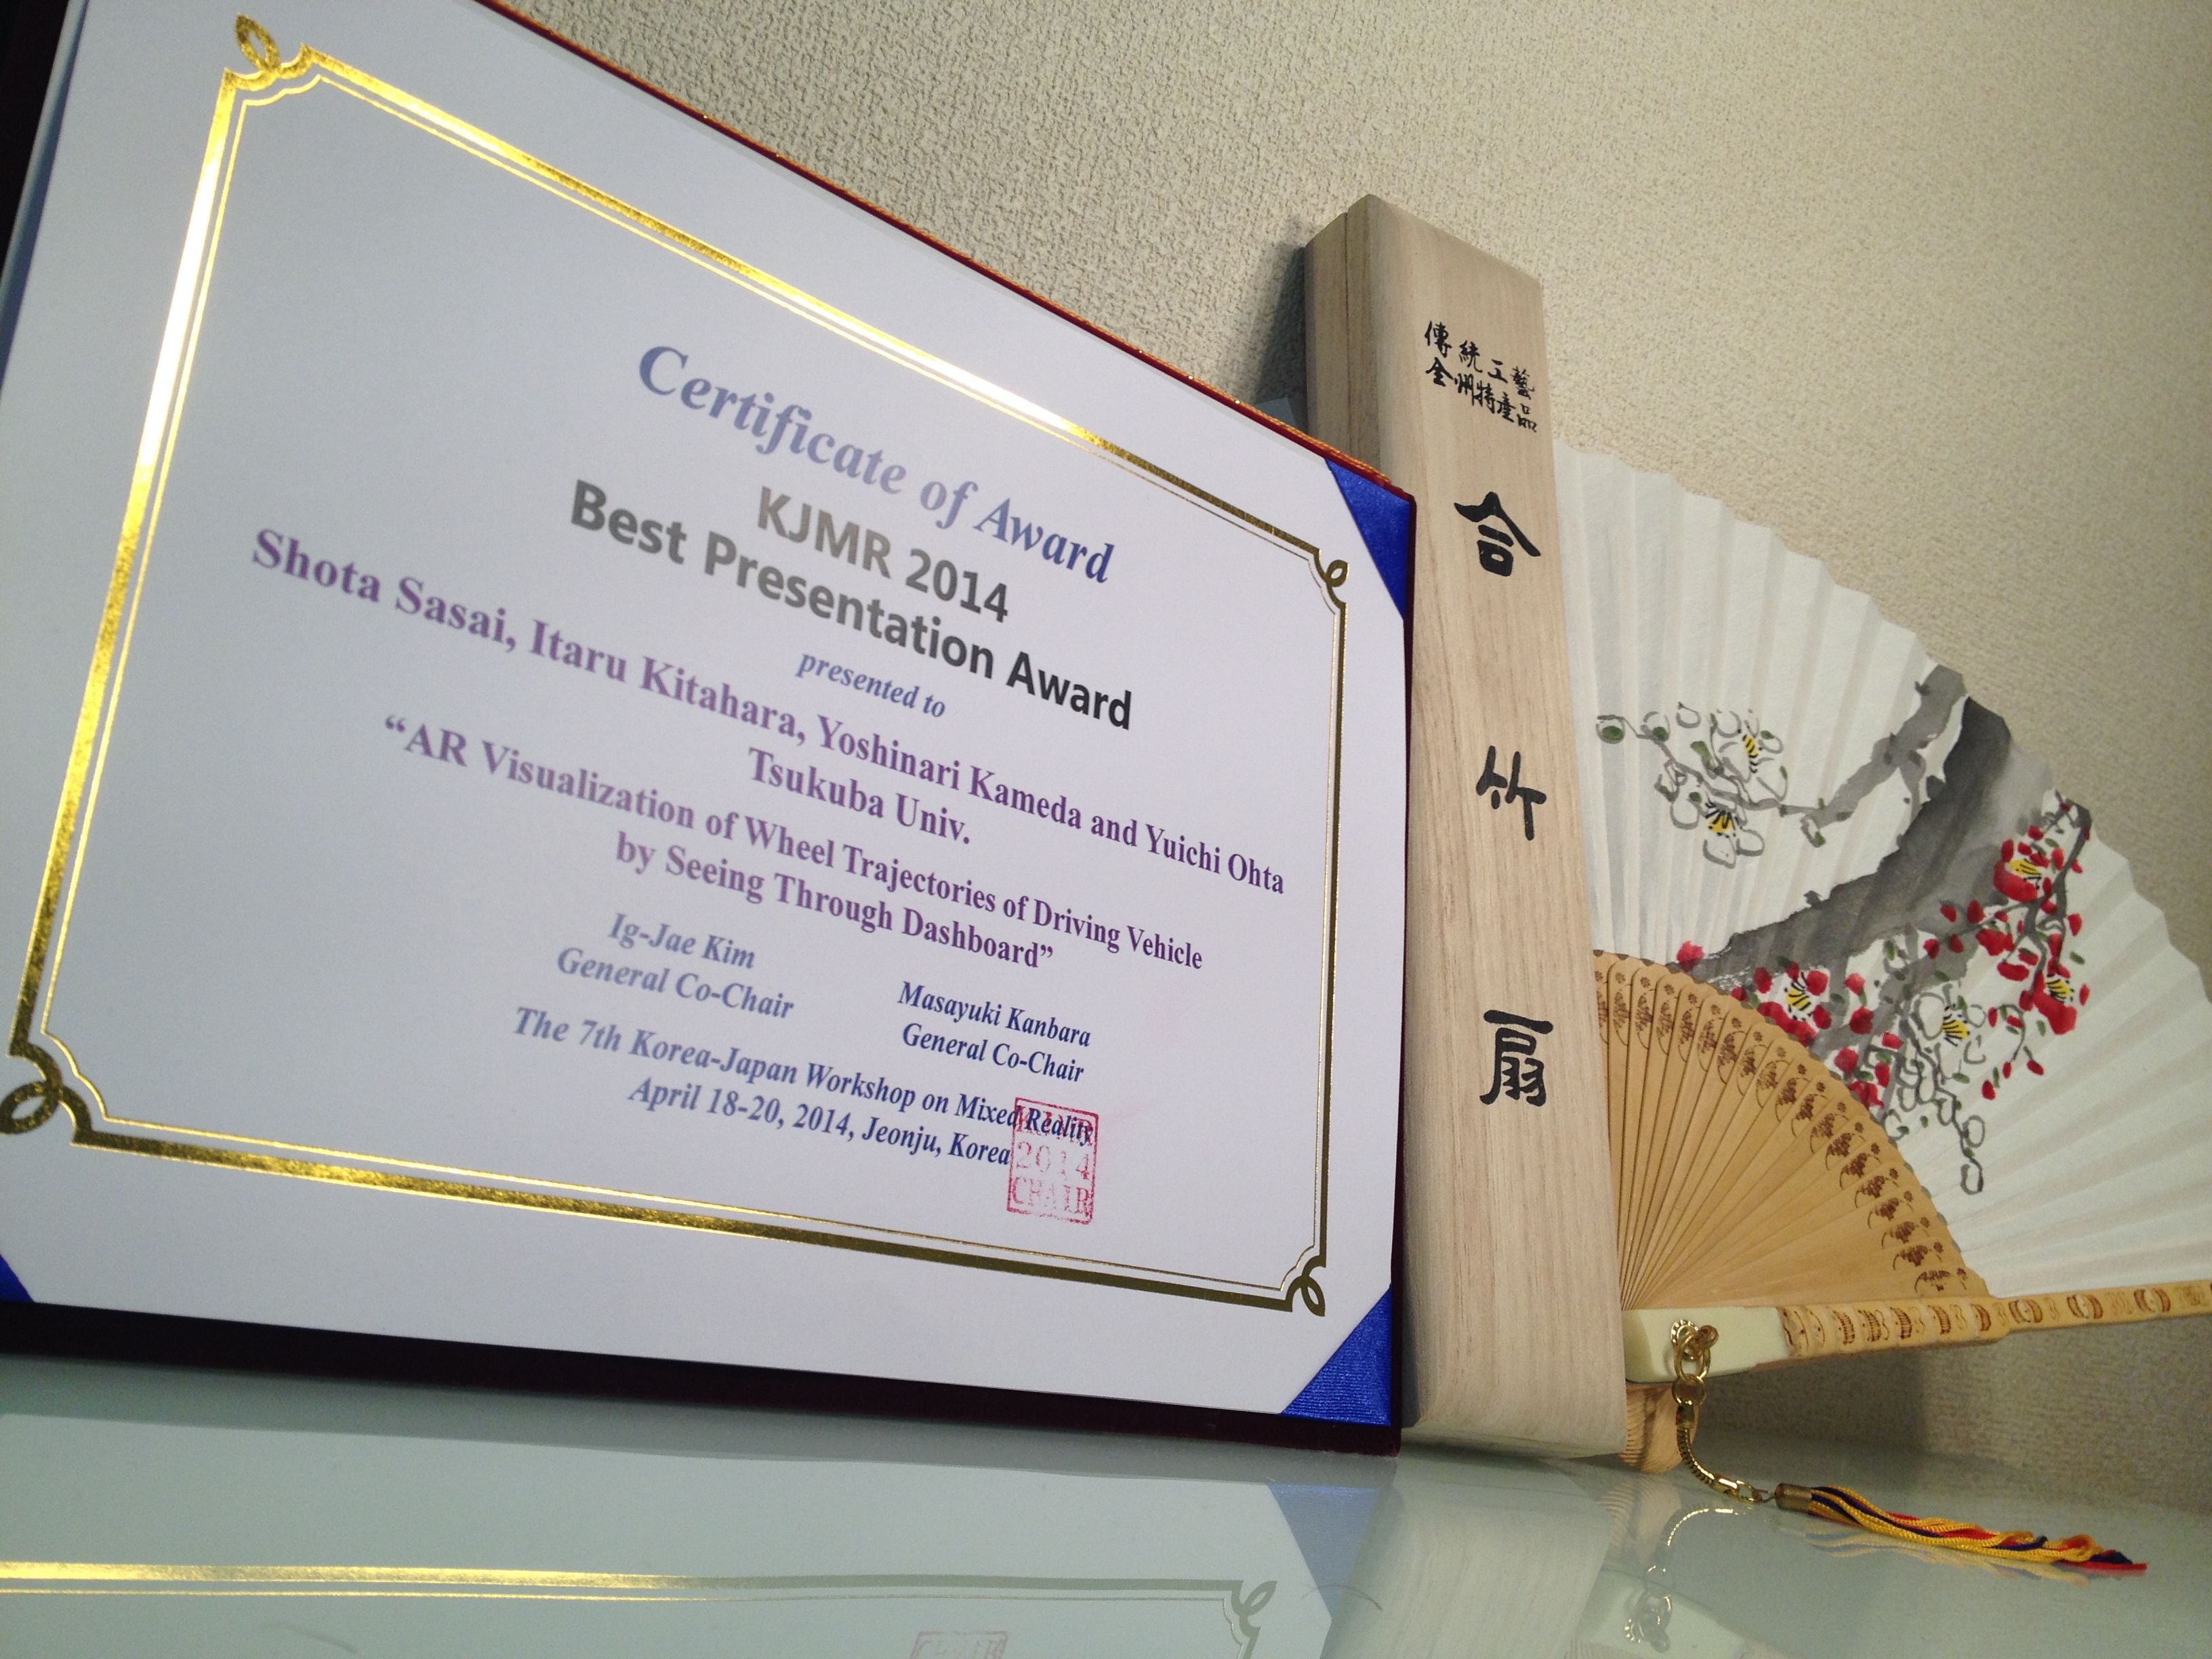 Certificate of Award
KJMR 2014
Best Presentation Award
presented to
Shota Sasai, Itaru Kitahara, Yoshinari Kameda and Yuichi Ohta
Tsukuba Univ.
“AR Visualization of Wheel Trajectories of Driving Vehicle
by Seeing Through Dashboard”
Ig-Jae Kim
General Co-Chair
Masayuki Kanbara
General Co-Chair
The 7th Korea-Japan Workshop on Mixed Reality
April 18-20, 2014, Jeonju, Korea
KJMR
2014
CHAIR
傳統工藝
全州特產品
合竹扇